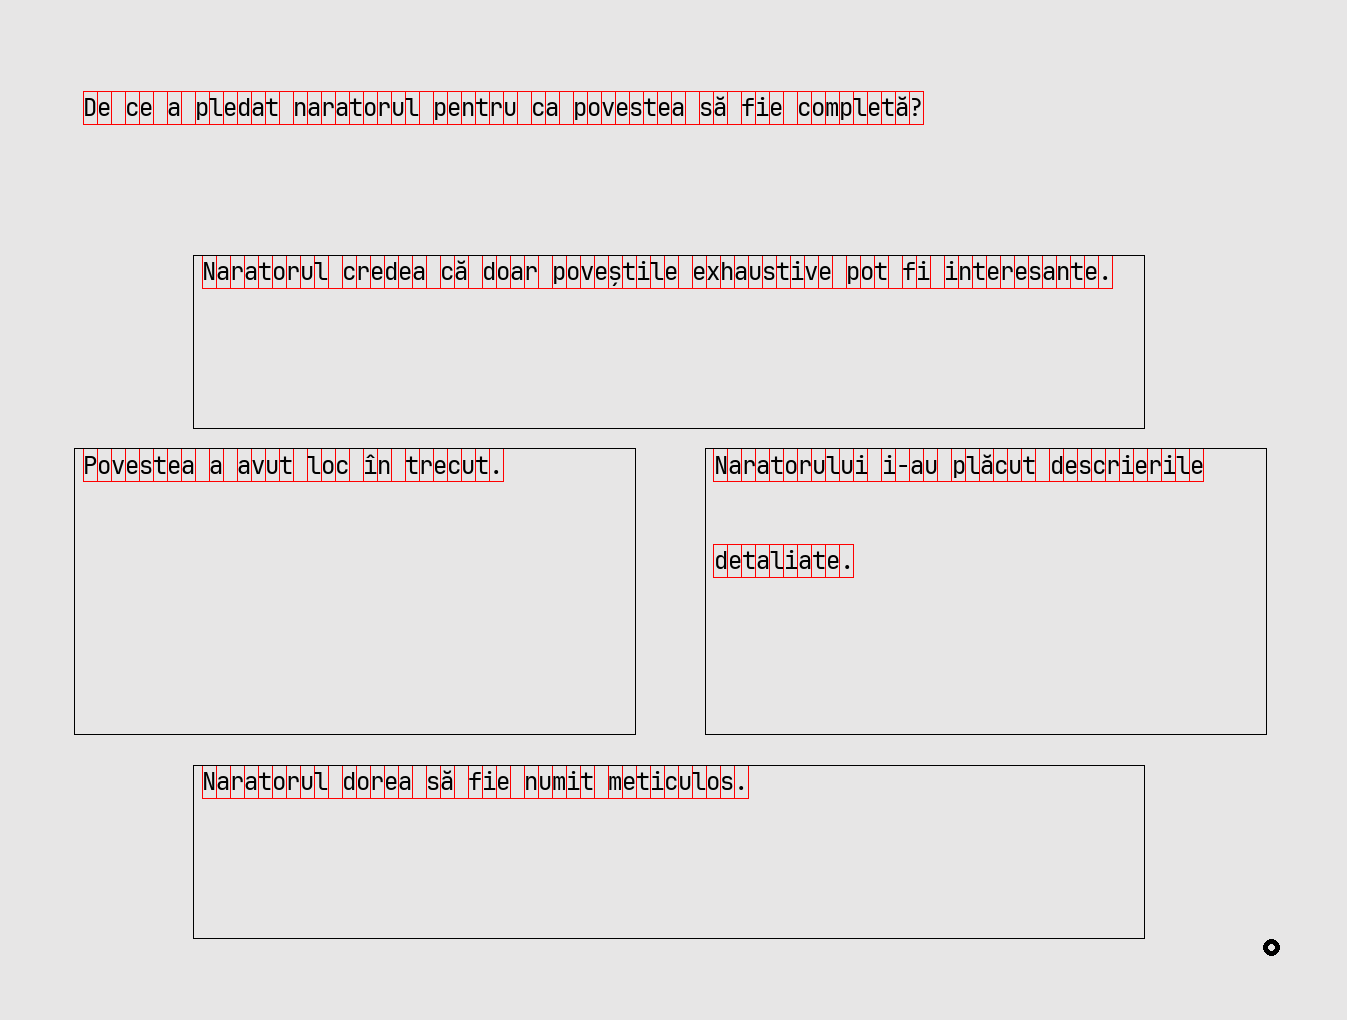 De ce a pledat naratorul pentru ca povestea să fie completă?
Naratorul credea că doar poveștile exhaustive pot fi interesante.
Povestea a avut loc în trecut.
Naratorului i-au plăcut descrierile
detaliate.
Naratorul dorea să fie numit meticulos.